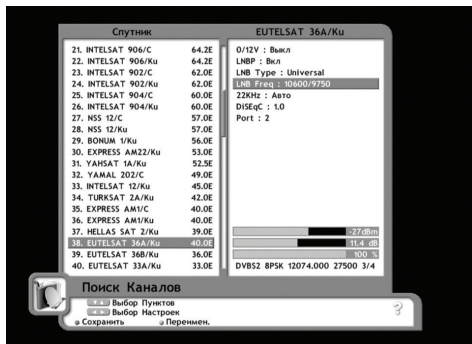 Спутник
21. INTELSAT 906/C 64.2E
22. INTELSAT 906/Ku 64.2E
23. INTELSAT 902/C 62.0E
24. INTELSAT 902/Ku 62.0E
25. INTELSAT 904/C 60.0E
26. INTELSAT 904/Ku 60.0E
27. NSS 12/C 57.0E
28. NSS 12/Ku 57.0E
29. BONUM 1/Ku 56.0E
30. EXPRESS AM22/Ku 53.0E
31. YAHSAT 1A/Ku 52.5E
32. YAMAL 202/C 49.0E
33. INTELSAT 12/Ku 45.0E
34. TURKSAT 2A/Ku 42.0E
35. EXPRESS AM1/C 40.0E
36. EXPRESS AM1/Ku 40.0E
37. HELLAS SAT 2/Ku 39.0E
38. EUTELSAT 36A/Ku 40.0E
39. EUTELSAT 36B/Ku 36.0E
40. EUTELSAT 33A/Ku 33.0E
EUTELSAT 36A/Ku
0/12V : Выкл
LNBP : Вкл
LNB Type : Universal
LNB Freq : 10600/9750
22KHz : Авто
DiSEqC : 1.0
Port : 2
-27dBm
11.4 dB
100 %
DVBS2 8PSK 12074.000 27500 3/4
Поиск Каналов
Выбор Пунктов
Выбор Настроек
Сохранить Переимен.
?